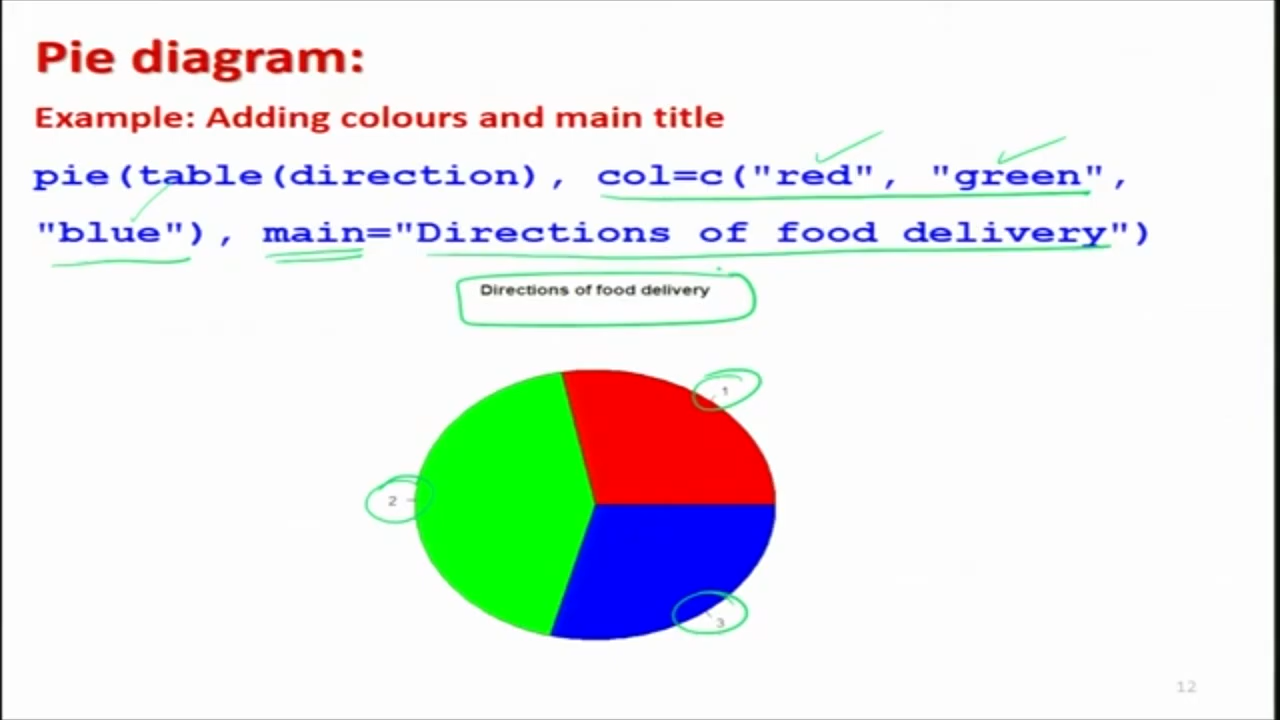 Pie diagram:
Example: Adding colours and main title
pie(table(direction), col=c("red", "green",
"blue"), main="Directions of food delivery")
Directions of food delivery
1
2
3
12